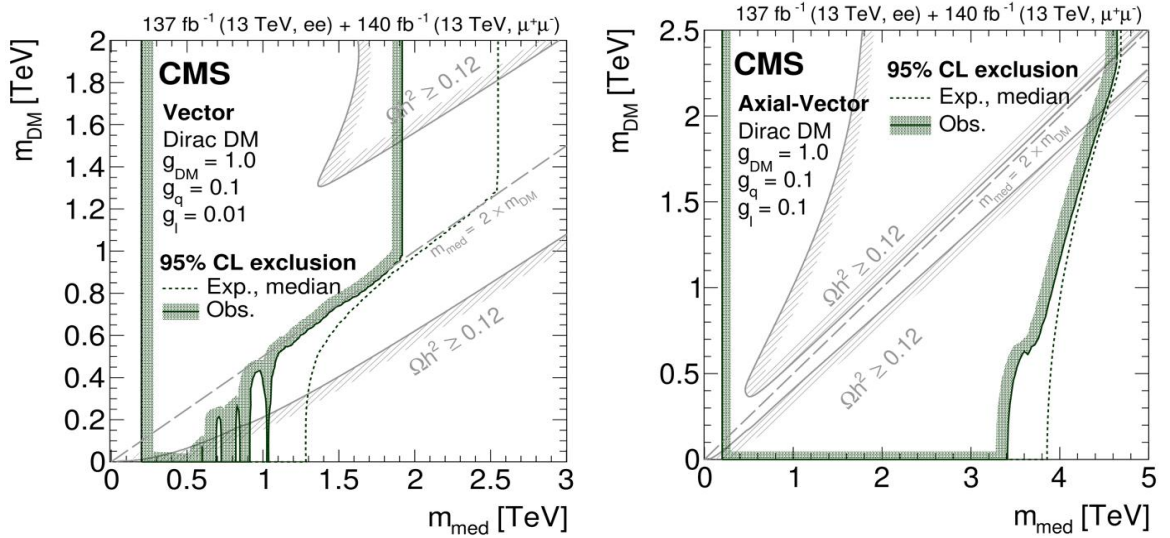 137 fb⁻¹ (13 TeV, ee) + 140 fb⁻¹ (13 TeV, μ⁺μ⁻)
m_DM [TeV]
2
1.8
1.6
1.4
1.2
1
0.8
0.6
0.4
0.2
0
CMS
Vector
Dirac DM
g_DM = 1.0
g_q = 0.1
g_l = 0.01
95% CL exclusion
Exp., median
Obs.
Ωh² ≥ 0.12
m_med = 2 × m_DM
Ωh² ≥ 0.12
0 0.5 1 1.5 2 2.5 3
m_med [TeV]
137 fb⁻¹ (13 TeV, ee) + 140 fb⁻¹ (13 TeV, μ⁺μ⁻)
m_DM [TeV]
2.5
2
1.5
1
0.5
0
CMS
Axial-Vector
Dirac DM
g_DM = 1.0
g_q = 0.1
g_l = 0.1
95% CL exclusion
Exp., median
Obs.
m_med = 2 × m_DM
Ωh² ≥ 0.12
Ωh² ≥ 0.12
0 1 2 3 4 5
m_med [TeV]